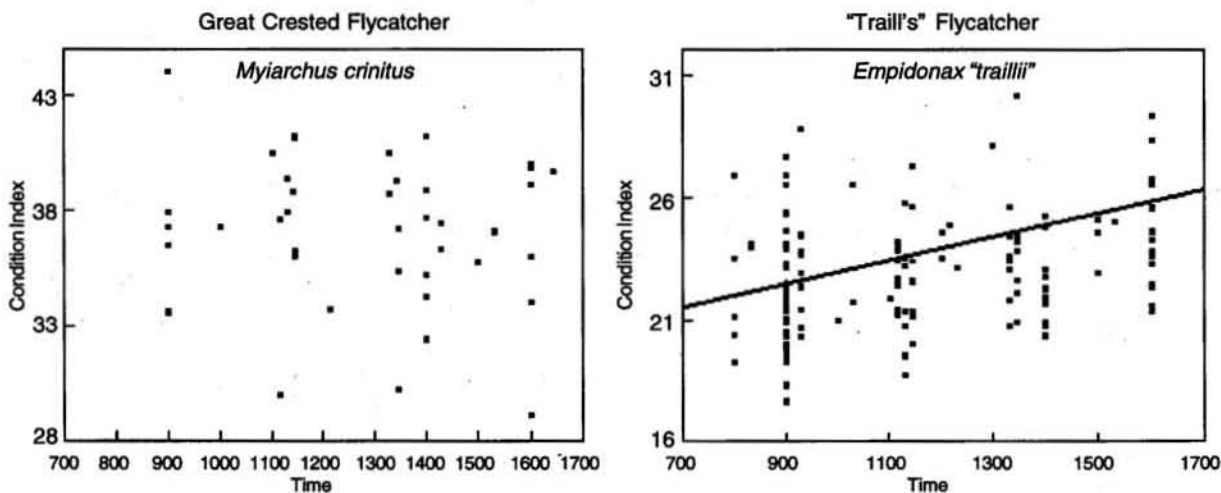 Great Crested Flycatcher
Myiarchus crinitus
Condition Index
43
38
33
28
700 800 900 1000 1100 1200 1300 1400 1500 1600 1700
Time
"Traill's" Flycatcher
Empidonax "traillii"
Condition Index
31
26
21
16
700 900 1100 1300 1500 1700
Time